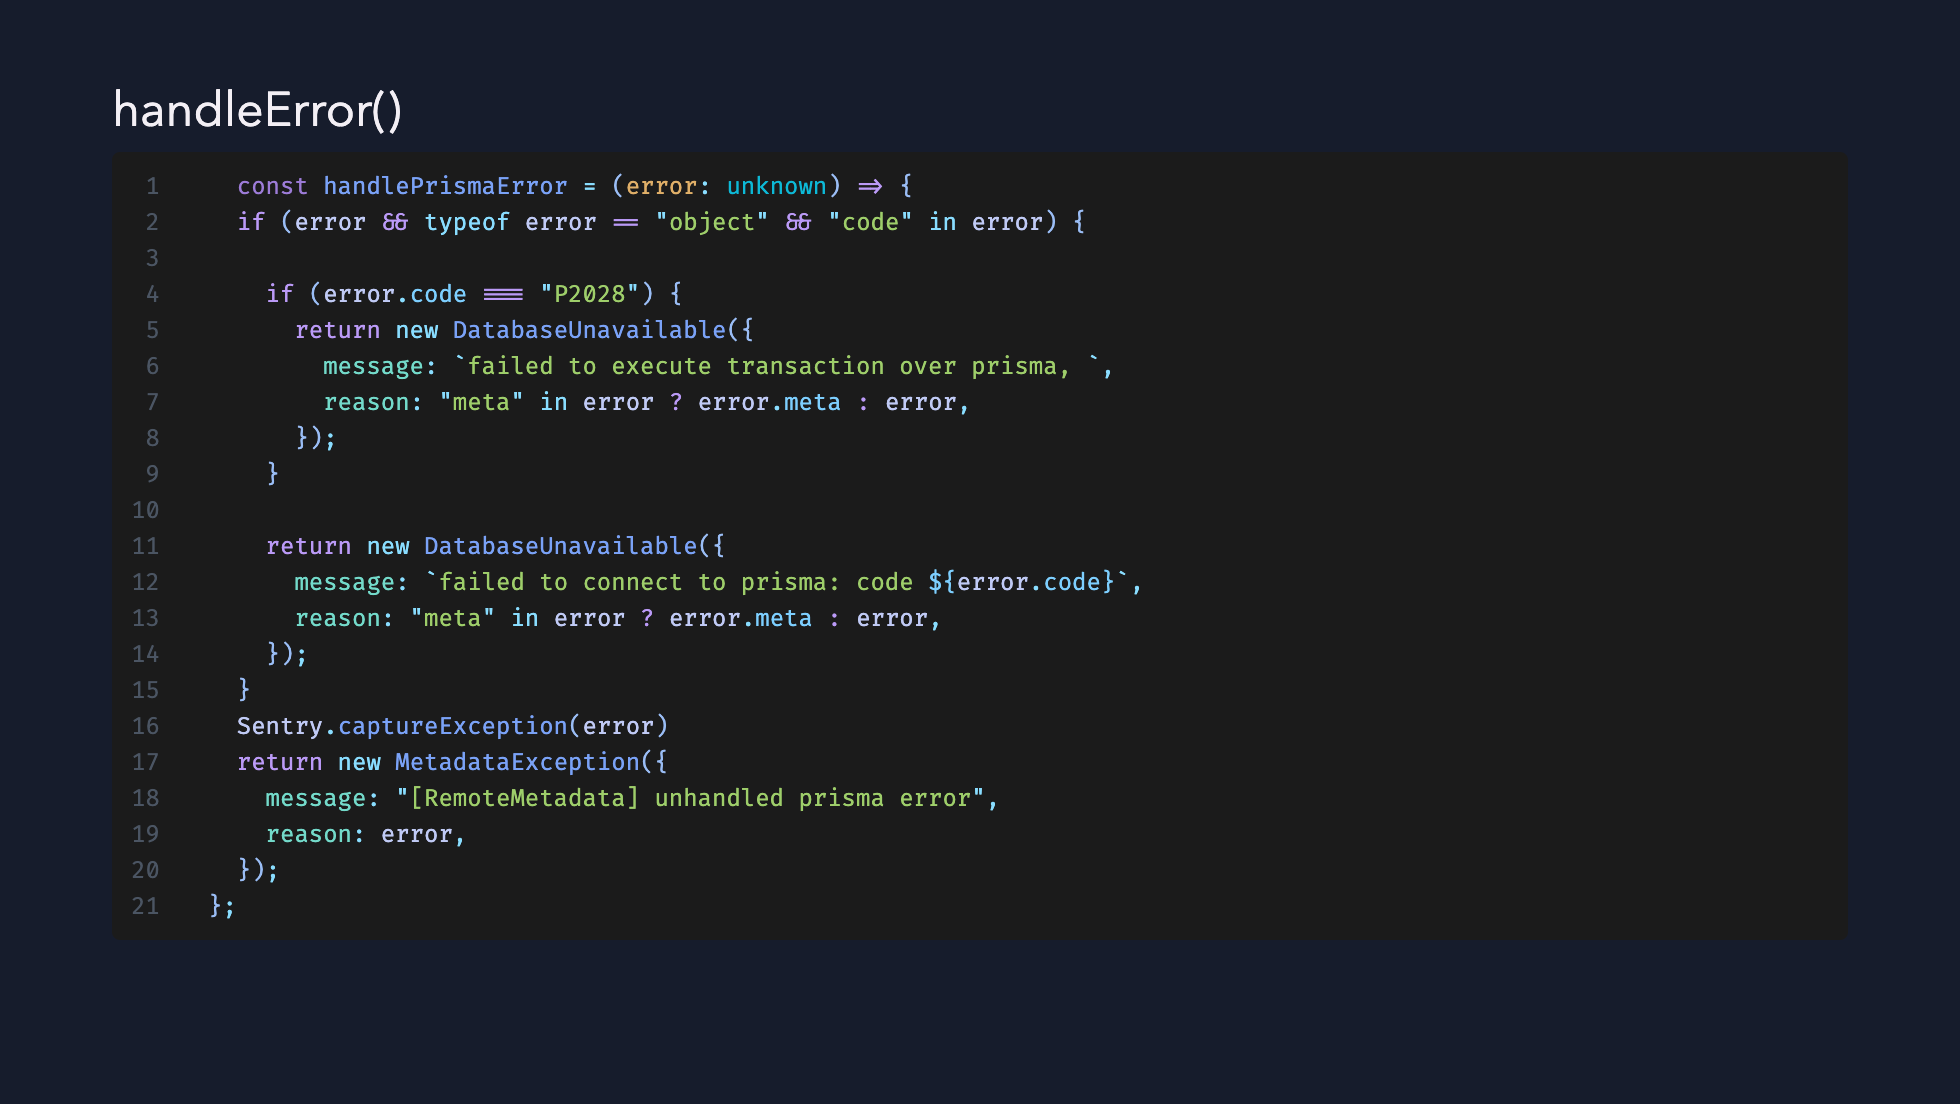 handleError()
1 const handlePrismaError = (error: unknown) => {
2 if (error && typeof error == "object" && "code" in error) {
3
4 if (error.code === "P2028") {
5 return new DatabaseUnavailable({
6 message: `failed to execute transaction over prisma, `,
7 reason: "meta" in error ? error.meta : error,
8 });
9 }
10
11 return new DatabaseUnavailable({
12 message: `failed to connect to prisma: code ${error.code}`,
13 reason: "meta" in error ? error.meta : error,
14 });
15 }
16 Sentry.captureException(error)
17 return new MetadataException({
18 message: "[RemoteMetadata] unhandled prisma error",
19 reason: error,
20 });
21 };